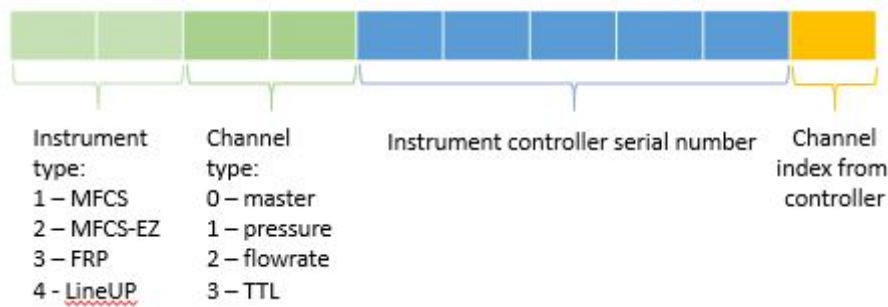 Instrument
type:
1 – MFCS
2 – MFCS-EZ
3 – FRP
4 - LineUP
Channel
type:
0 – master
1 – pressure
2 – flowrate
3 – TTL
Instrument controller serial number
Channel
index from
controller